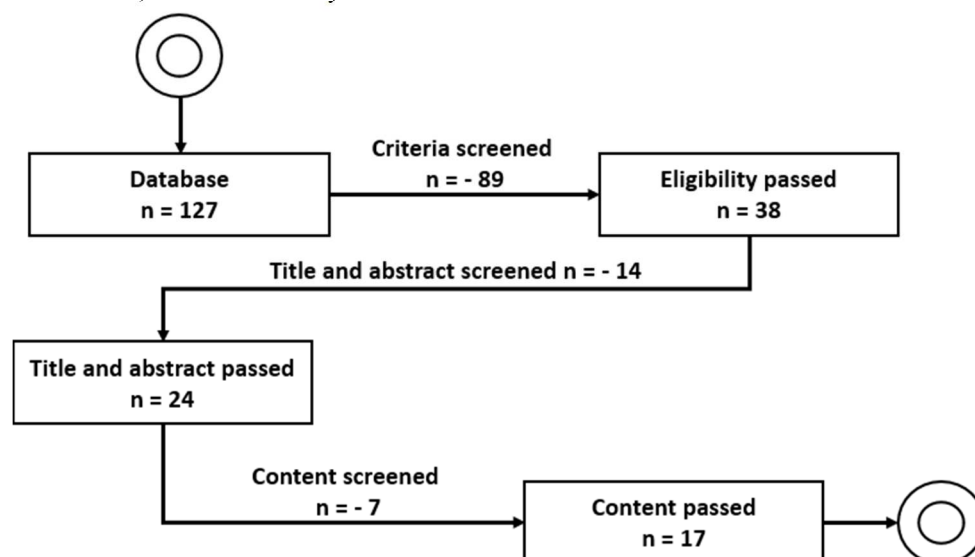 Criteria screened
n = - 89
Database
n = 127
Eligibility passed
n = 38
Title and abstract screened n = - 14
Title and abstract passed
n = 24
Content screened
n = - 7
Content passed
n = 17